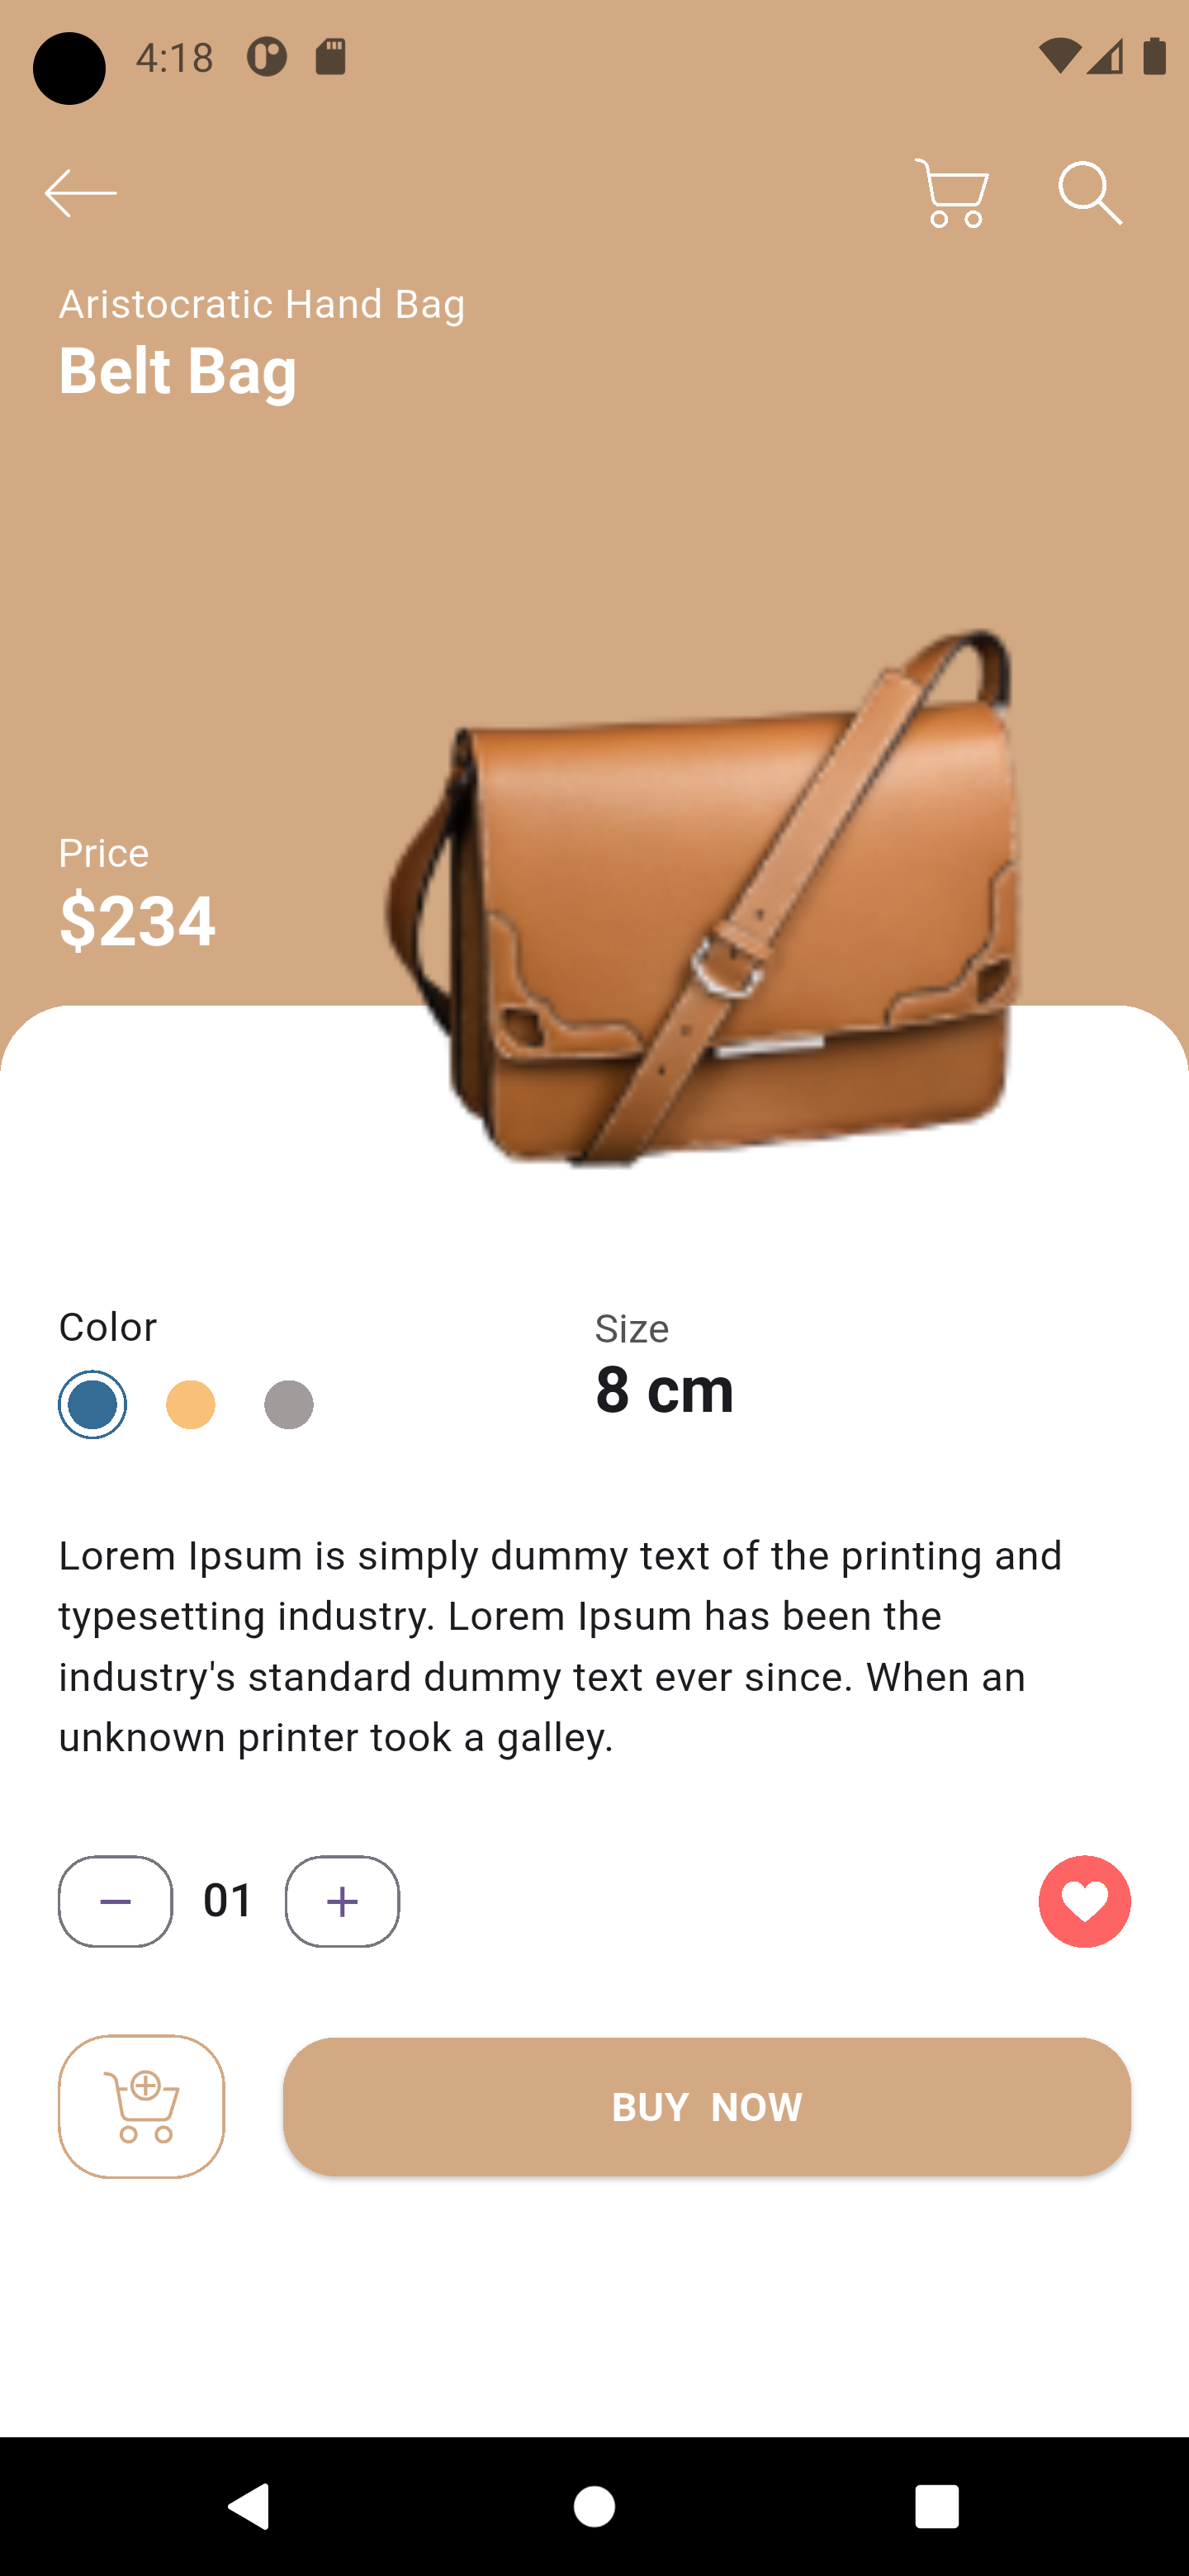 4:18
Aristocratic Hand Bag
Belt Bag
Price
$234
Color
Size
8 cm
Lorem Ipsum is simply dummy text of the printing and
typesetting industry. Lorem Ipsum has been the
industry's standard dummy text ever since. When an
unknown printer took a galley.
01
BUY NOW